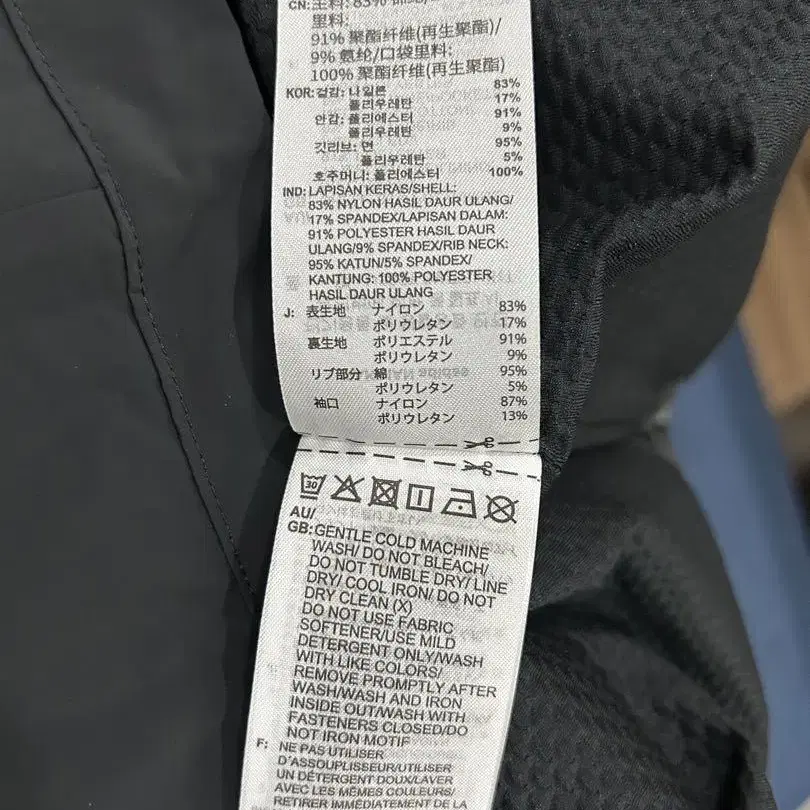 CN: 主料: 83%
里料:
91% 聚酯纤维(再生聚酯)/
9% 氨纶/口袋里料:
100% 聚酯纤维(再生聚酯)
KOR: 겉감: 나일론 83%
폴리우레탄 17%
안감: 폴리에스터 91%
폴리우레탄 9%
깃리브: 면 95%
폴리우레탄 5%
호주머니: 폴리에스터 100%
IND: LAPISAN KERAS/SHELL:
83% NYLON HASIL DAUR ULANG/
17% SPANDEX/LAPISAN DALAM:
91% POLYESTER HASIL DAUR
ULANG/9% SPANDEX/RIB NECK:
95% KATUN/5% SPANDEX/
KANTUNG: 100% POLYESTER
HASIL DAUR ULANG
J: 表生地 ナイロン 83%
ポリウレタン 17%
裏生地 ポリエステル 91%
ポリウレタン 9%
リブ部分 綿 95%
ポリウレタン 5%
袖口 ナイロン 87%
ポリウレタン 13%
30
AU/
GB: GENTLE COLD MACHINE
WASH/ DO NOT BLEACH/
DO NOT TUMBLE DRY/ LINE
DRY/ COOL IRON/ DO NOT
DRY CLEAN (X)
DO NOT USE FABRIC
SOFTENER/USE MILD
DETERGENT ONLY/WASH
WITH LIKE COLORS/
REMOVE PROMPTLY AFTER
WASH/WASH AND IRON
INSIDE OUT/WASH WITH
FASTENERS CLOSED/DO
NOT IRON MOTIF
F: NE PAS UTILISER
D'ASSOUPLISSEUR/UTILISER
UN DÉTERGENT DOUX/LAVER
AVEC LES MÊMES COULEURS/
RETIRER IMMÉDIATEMENT DE LA